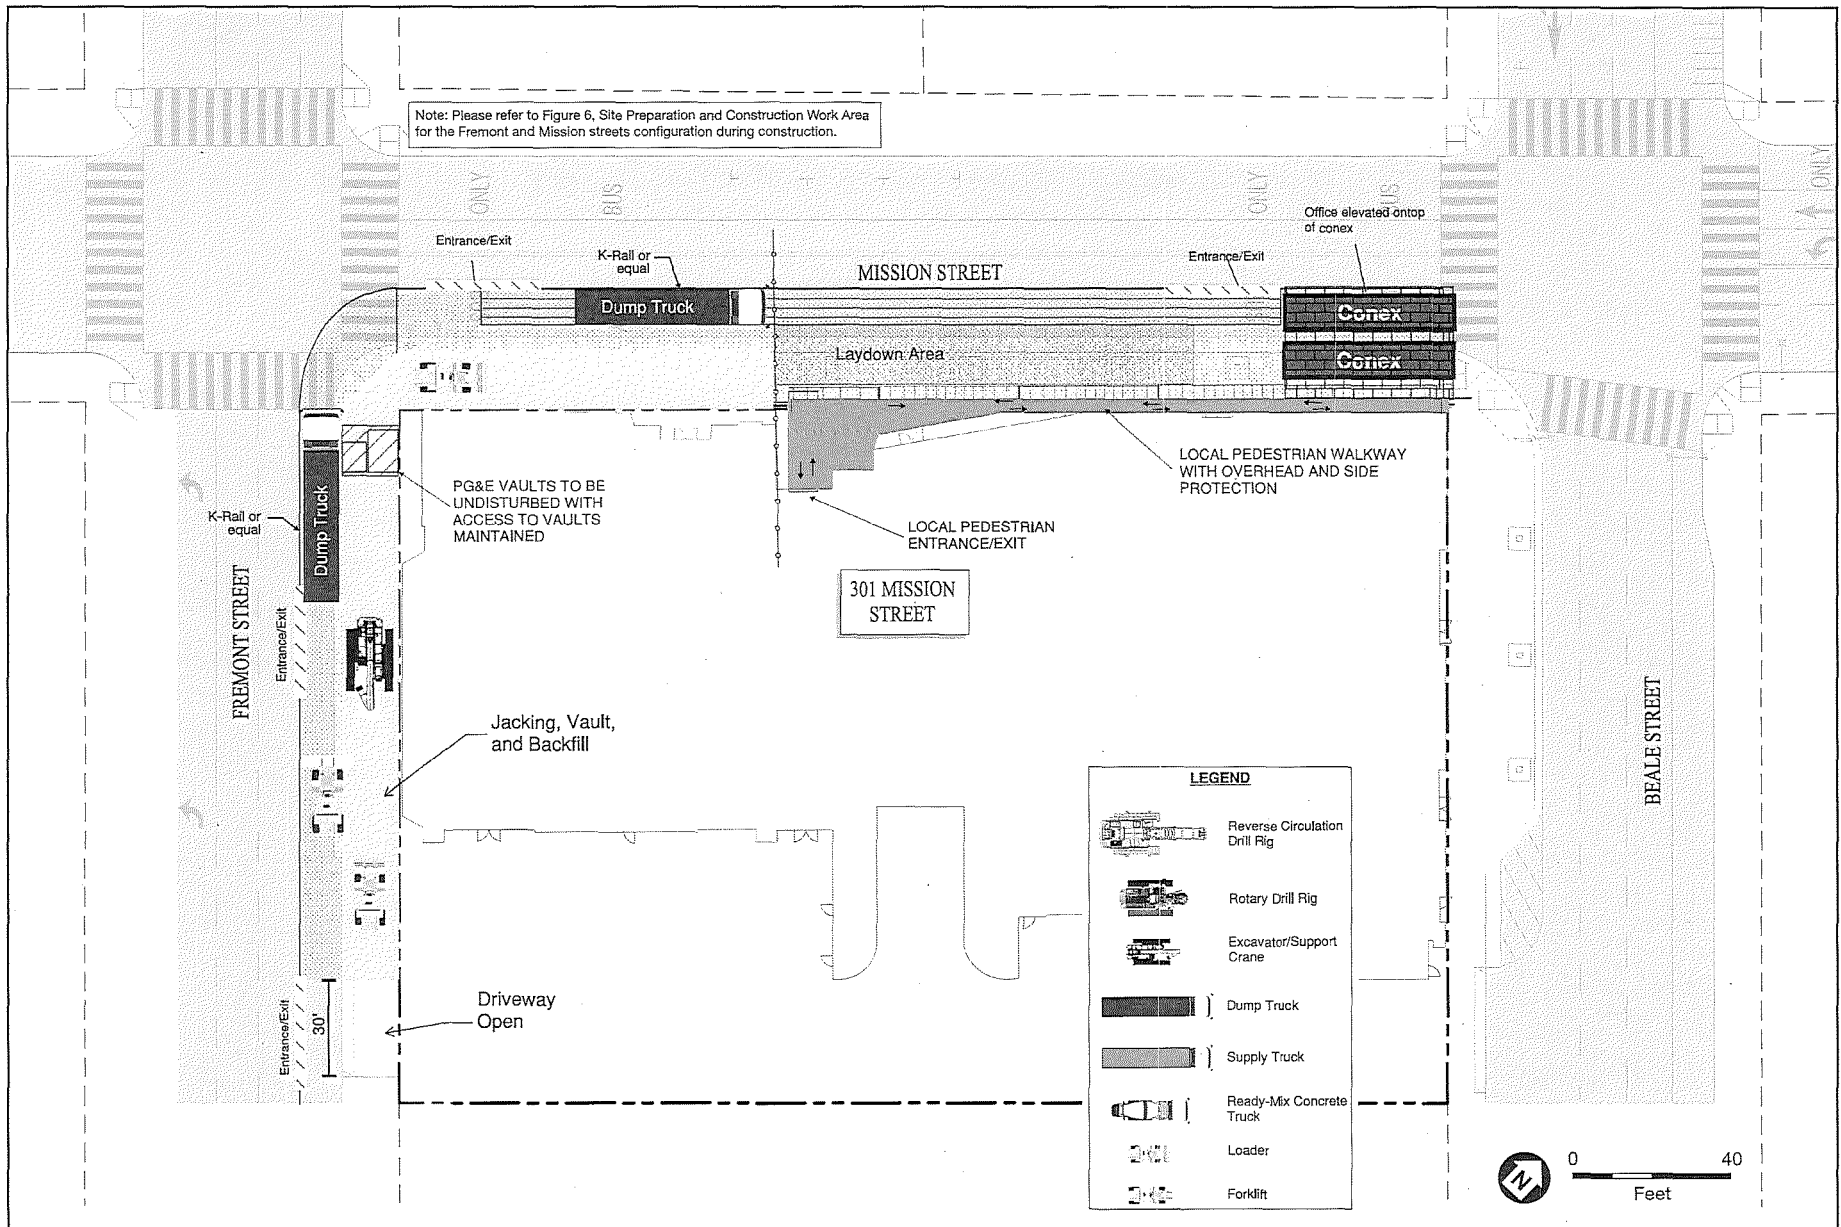 Note: Please refer to Figure 6, Site Preparation and Construction Work Area
for the Fremont and Mission streets configuration during construction.
ONLY
BUS
ONLY
BUS
ONLY
Office elevated ontop
of conex
Entrance/Exit
K-Rail or
equal
MISSION STREET
Entrance/Exit
Dump Truck
Conex
Laydown Area
Conex
PG&E VAULTS TO BE
UNDISTURBED WITH
ACCESS TO VAULTS
MAINTAINED
LOCAL PEDESTRIAN WALKWAY
WITH OVERHEAD AND SIDE
PROTECTION
LOCAL PEDESTRIAN
ENTRANCE/EXIT
K-Rail or
equal
Dump Truck
301 MISSION
STREET
FREMONT STREET
Entrance/Exit
Jacking, Vault,
and Backfill
BEALE STREET
Driveway
Open
Entrance/Exit
30'
LEGEND
Reverse Circulation
Drill Rig
Rotary Drill Rig
Excavator/Support
Crane
Dump Truck
Supply Truck
Ready-Mix Concrete
Truck
Loader
Forklift
N
0 40
Feet